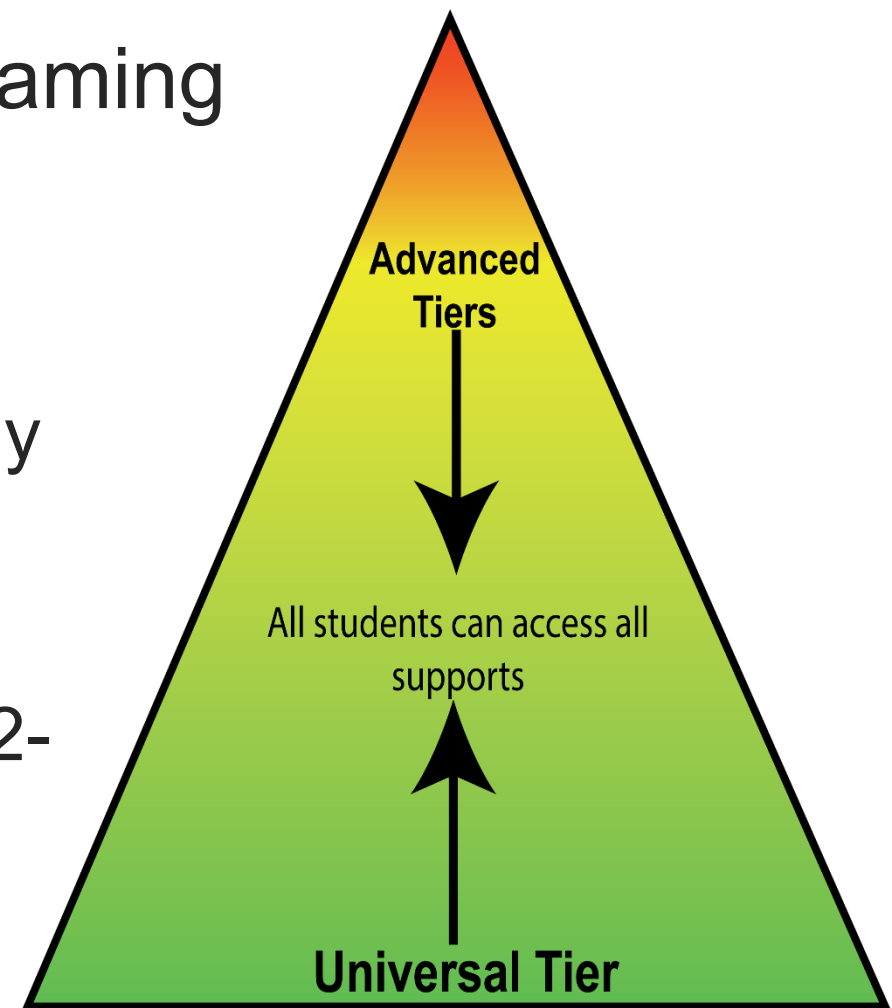 aming
Advanced
Tiers
y
All students can access all
supports
2-
Universal Tier